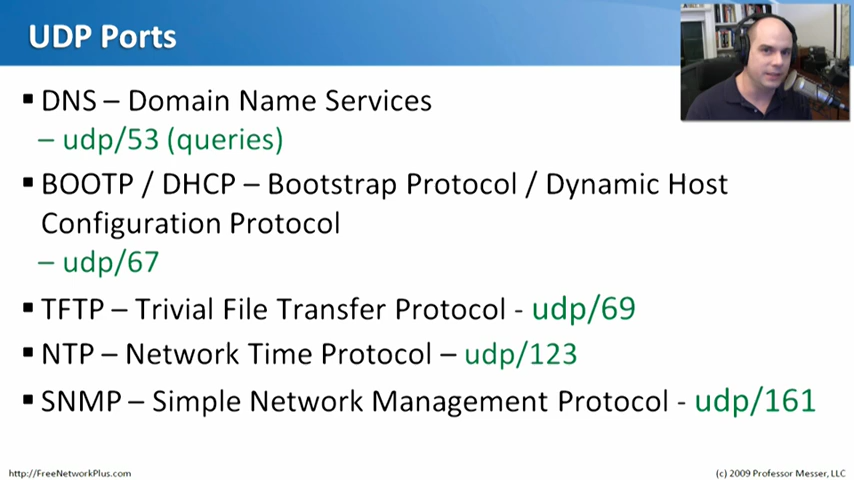 UDP Ports
▪ DNS – Domain Name Services
– udp/53 (queries)
▪ BOOTP / DHCP – Bootstrap Protocol / Dynamic Host
Configuration Protocol
– udp/67
▪ TFTP – Trivial File Transfer Protocol - udp/69
▪ NTP – Network Time Protocol – udp/123
▪ SNMP – Simple Network Management Protocol - udp/161
http://FreeNetworkPlus.com
(c) 2009 Professor Messer, LLC